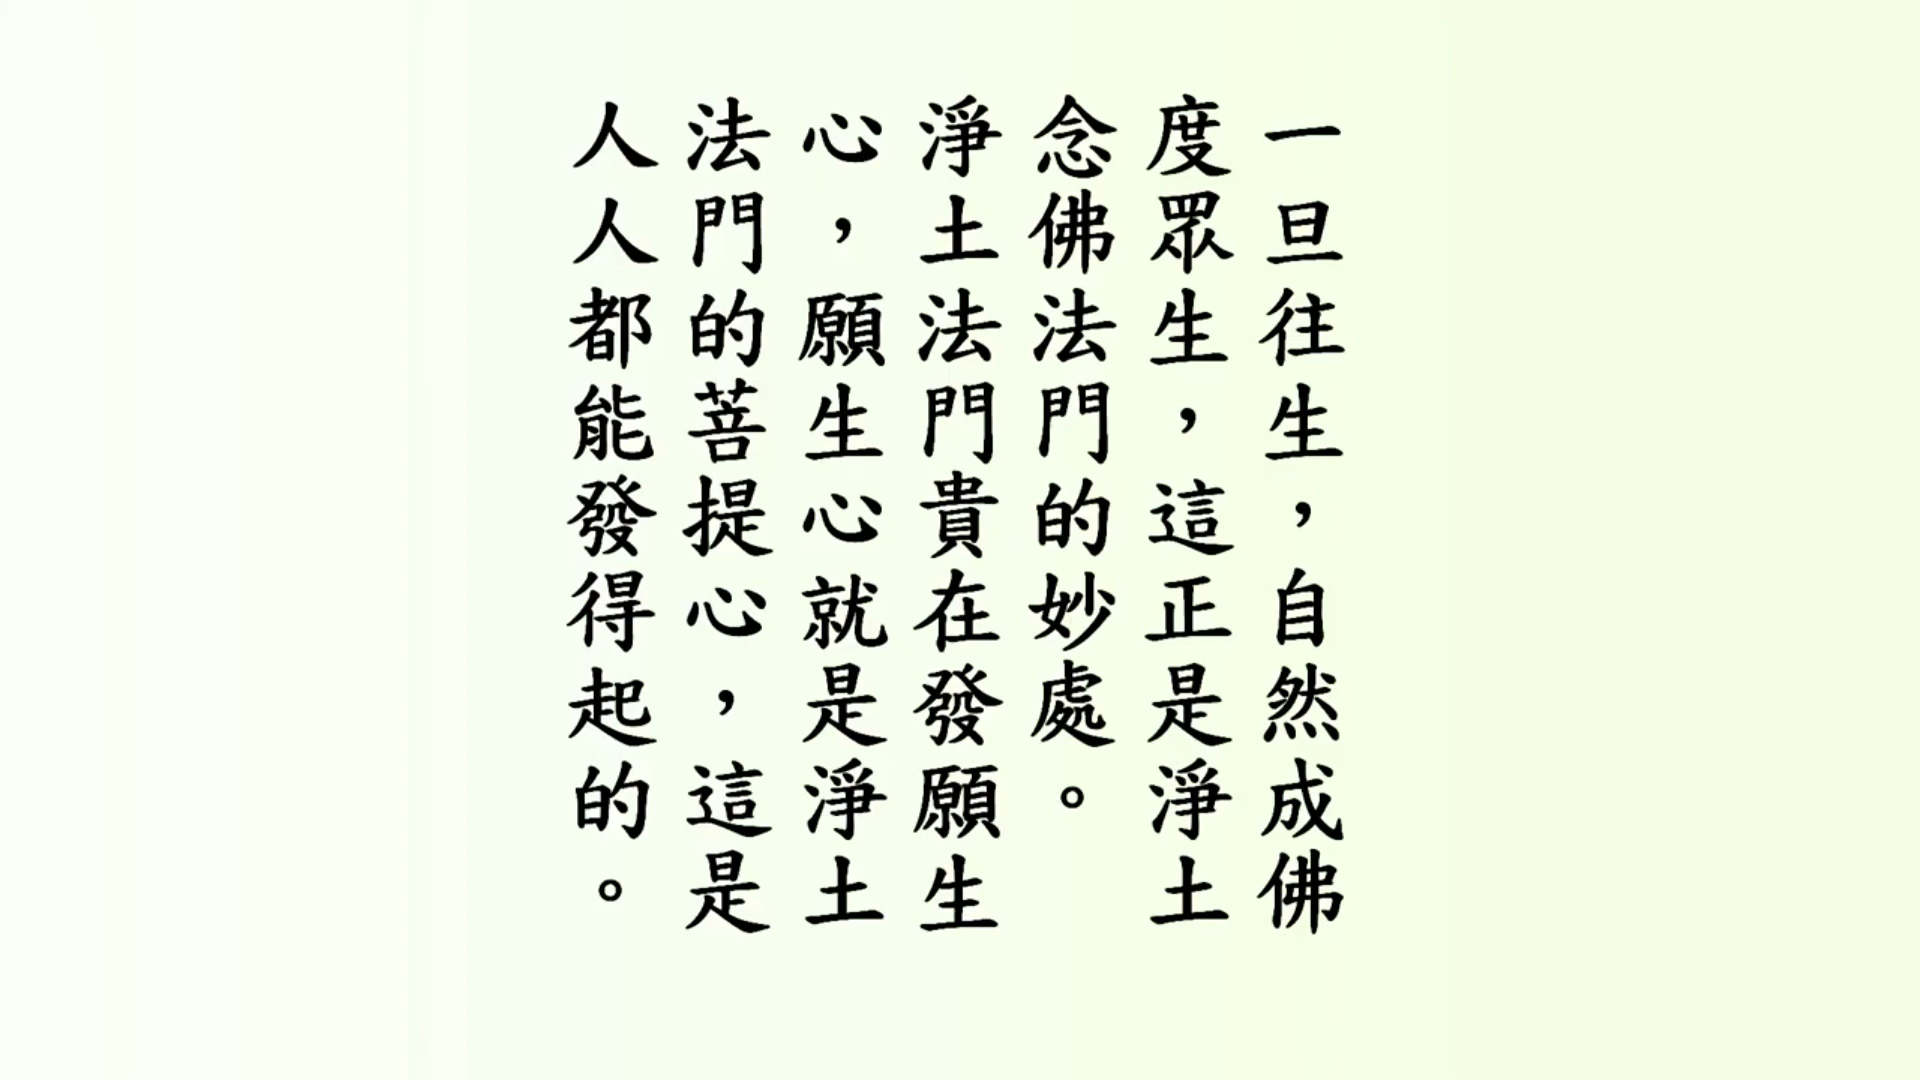 一旦往生，自然成佛
度眾生，這正是淨土
念佛法門的妙處。
淨土法門貴在發願生
心，願生心就是淨土
法門的菩提心，這是
人人都能發得起的。